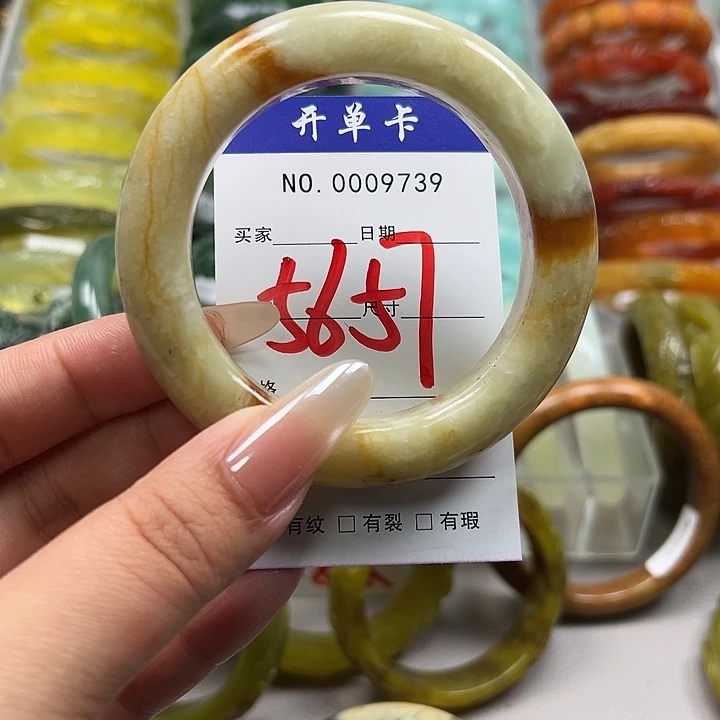 开单卡
NO. 0009739
买家 日期
5657
尺寸
有纹 □ 有裂 □ 有瑕